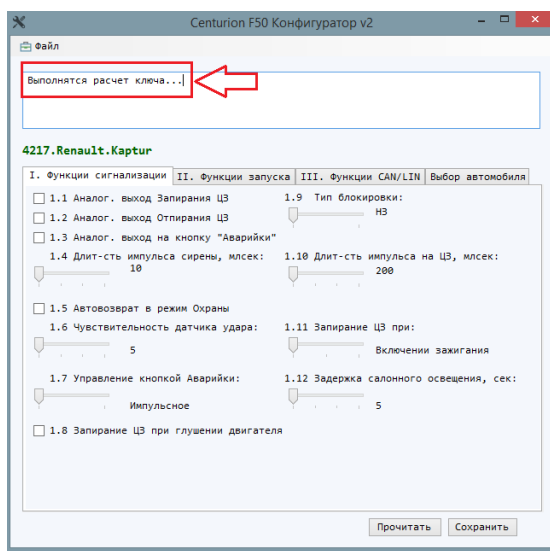 Centurion F50 Конфигуратор v2
Файл
Выполнятся расчет ключа...
4217.Renault.Kaptur
I. Функции сигнализации II. Функции запуска III. Функции CAN/LIN Выбор автомобиля
1.1 Аналог. выход Запирания ЦЗ
1.2 Аналог. выход Отпирания ЦЗ
1.3 Аналог. выход на кнопку "Аварийки"
1.4 Длит-сть импульса сирены, млсек:
10
1.5 Автовозврат в режим Охраны
1.6 Чувствительность датчика удара:
5
1.7 Управление кнопкой Аварийки:
Импульсное
1.8 Запирание ЦЗ при глушении двигателя
1.9 Тип блокировки:
НЗ
1.10 Длит-сть импульса на ЦЗ, млсек:
200
1.11 Запирание ЦЗ при:
Включении зажигания
1.12 Задержка салонного освещения, сек:
5
Прочитать Сохранить